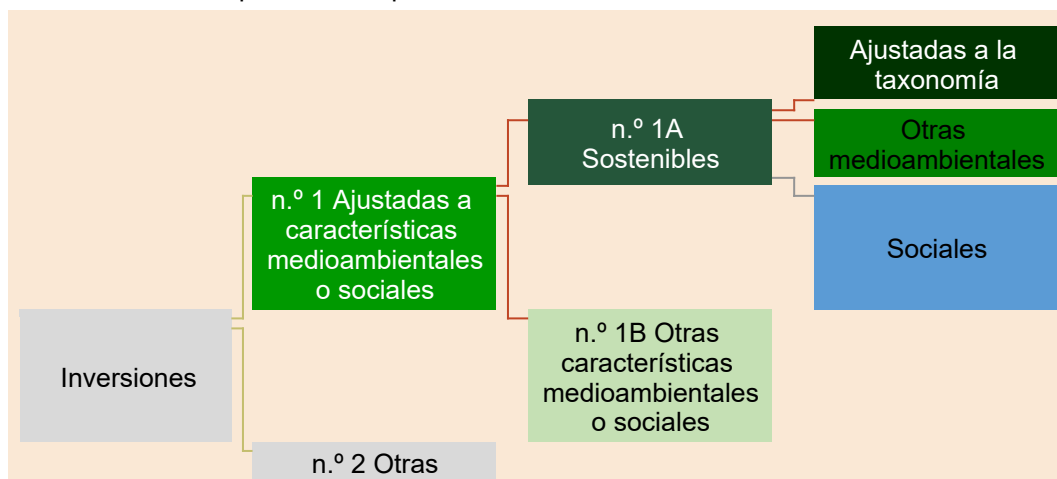 Ajustadas a la
taxonomía
n.º 1A
Sostenibles
Otras
medioambientales
n.º 1 Ajustadas a
características
medioambientales
o sociales
Sociales
n.º 1B Otras
características
medioambientales
o sociales
Inversiones
n.º 2 Otras